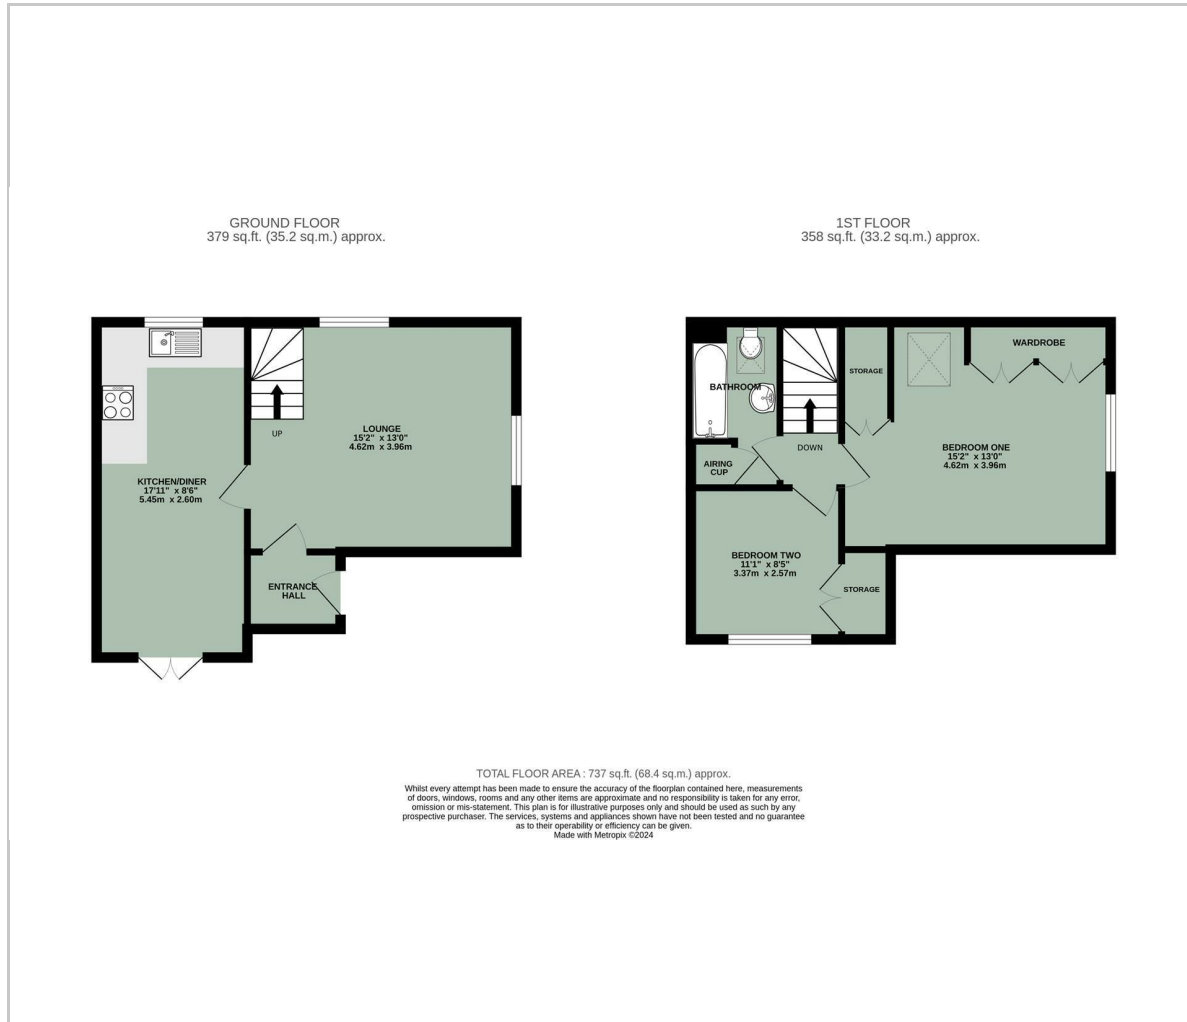 GROUND FLOOR
379 sq.ft. (35.2 sq.m.) approx.
1ST FLOOR
358 sq.ft. (33.2 sq.m.) approx.
UP
LOUNGE
15'2" x 13'0"
4.62m x 3.96m
KITCHEN/DINER
17'11" x 8'6"
5.45m x 2.60m
ENTRANCE
HALL
WARDROBE
STORAGE
BATHROOM
DOWN
BEDROOM ONE
15'2" x 13'0"
4.62m x 3.96m
AIRING
CUP
BEDROOM TWO
11'1" x 8'5"
3.37m x 2.57m
STORAGE
TOTAL FLOOR AREA : 737 sq.ft. (68.4 sq.m.) approx.
Whilst every attempt has been made to ensure the accuracy of the floorplan contained here, measurements
of doors, windows, rooms and any other items are approximate and no responsibility is taken for any error,
omission or mis-statement. This plan is for illustrative purposes only and should be used as such by any
prospective purchaser. The services, systems and appliances shown have not been tested and no guarantee
as to their operability or efficiency can be given.
Made with Metropix ©2024